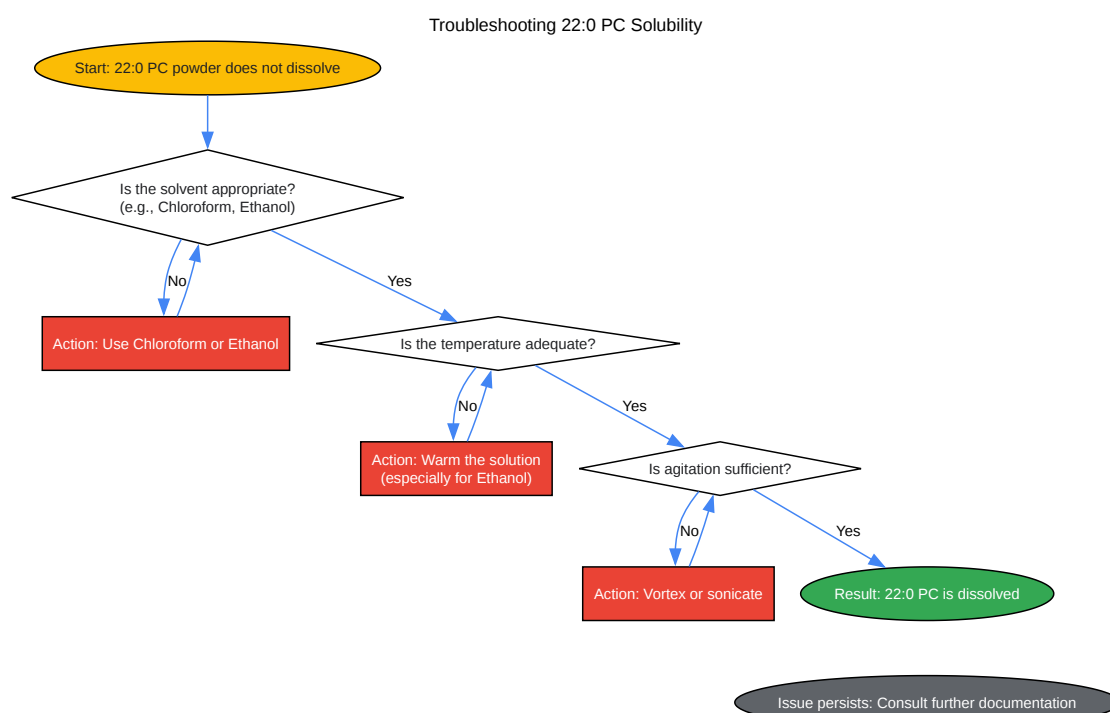 Troubleshooting 22:0 PC Solubility
Start: 22:0 PC powder does not dissolve
Is the solvent appropriate?
(e.g., Chloroform, Ethanol)
No
Yes
Action: Use Chloroform or Ethanol
Is the temperature adequate?
No
Yes
Action: Warm the solution
(especially for Ethanol)
Is agitation sufficient?
No
Yes
Action: Vortex or sonicate
Result: 22:0 PC is dissolved
Issue persists: Consult further documentation